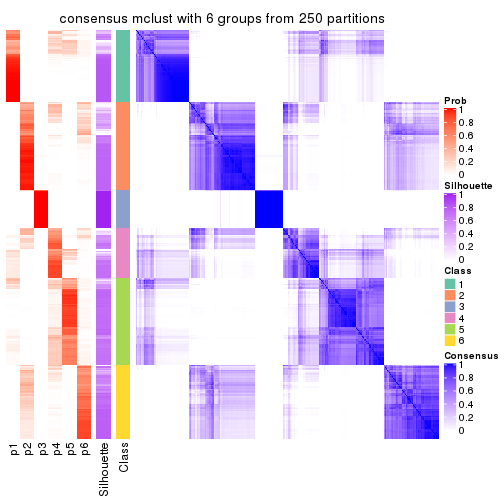 consensus mclust with 6 groups from 250 partitions
Prob
1
0.8
0.6
0.4
0.2
0
Silhouette
1
0.8
0.6
0.4
0.2
0
Class
1
2
3
4
5
6
Consensus
1
0.8
0.6
0.4
0.2
0
p1
p2
p3
p4
p5
p6
Silhouette
Class